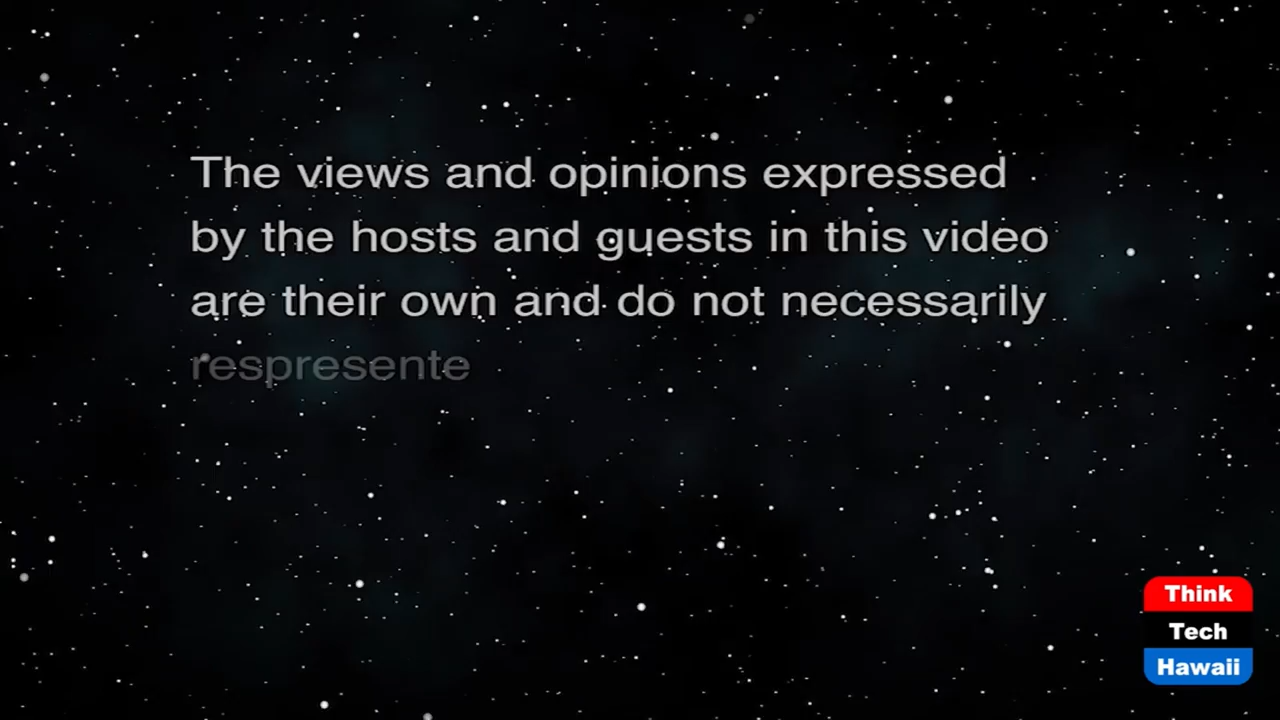 The views and opinions expressed
by the hosts and guests in this video
are their own and do not necessarily
respresente
Think
Tech
Hawaii